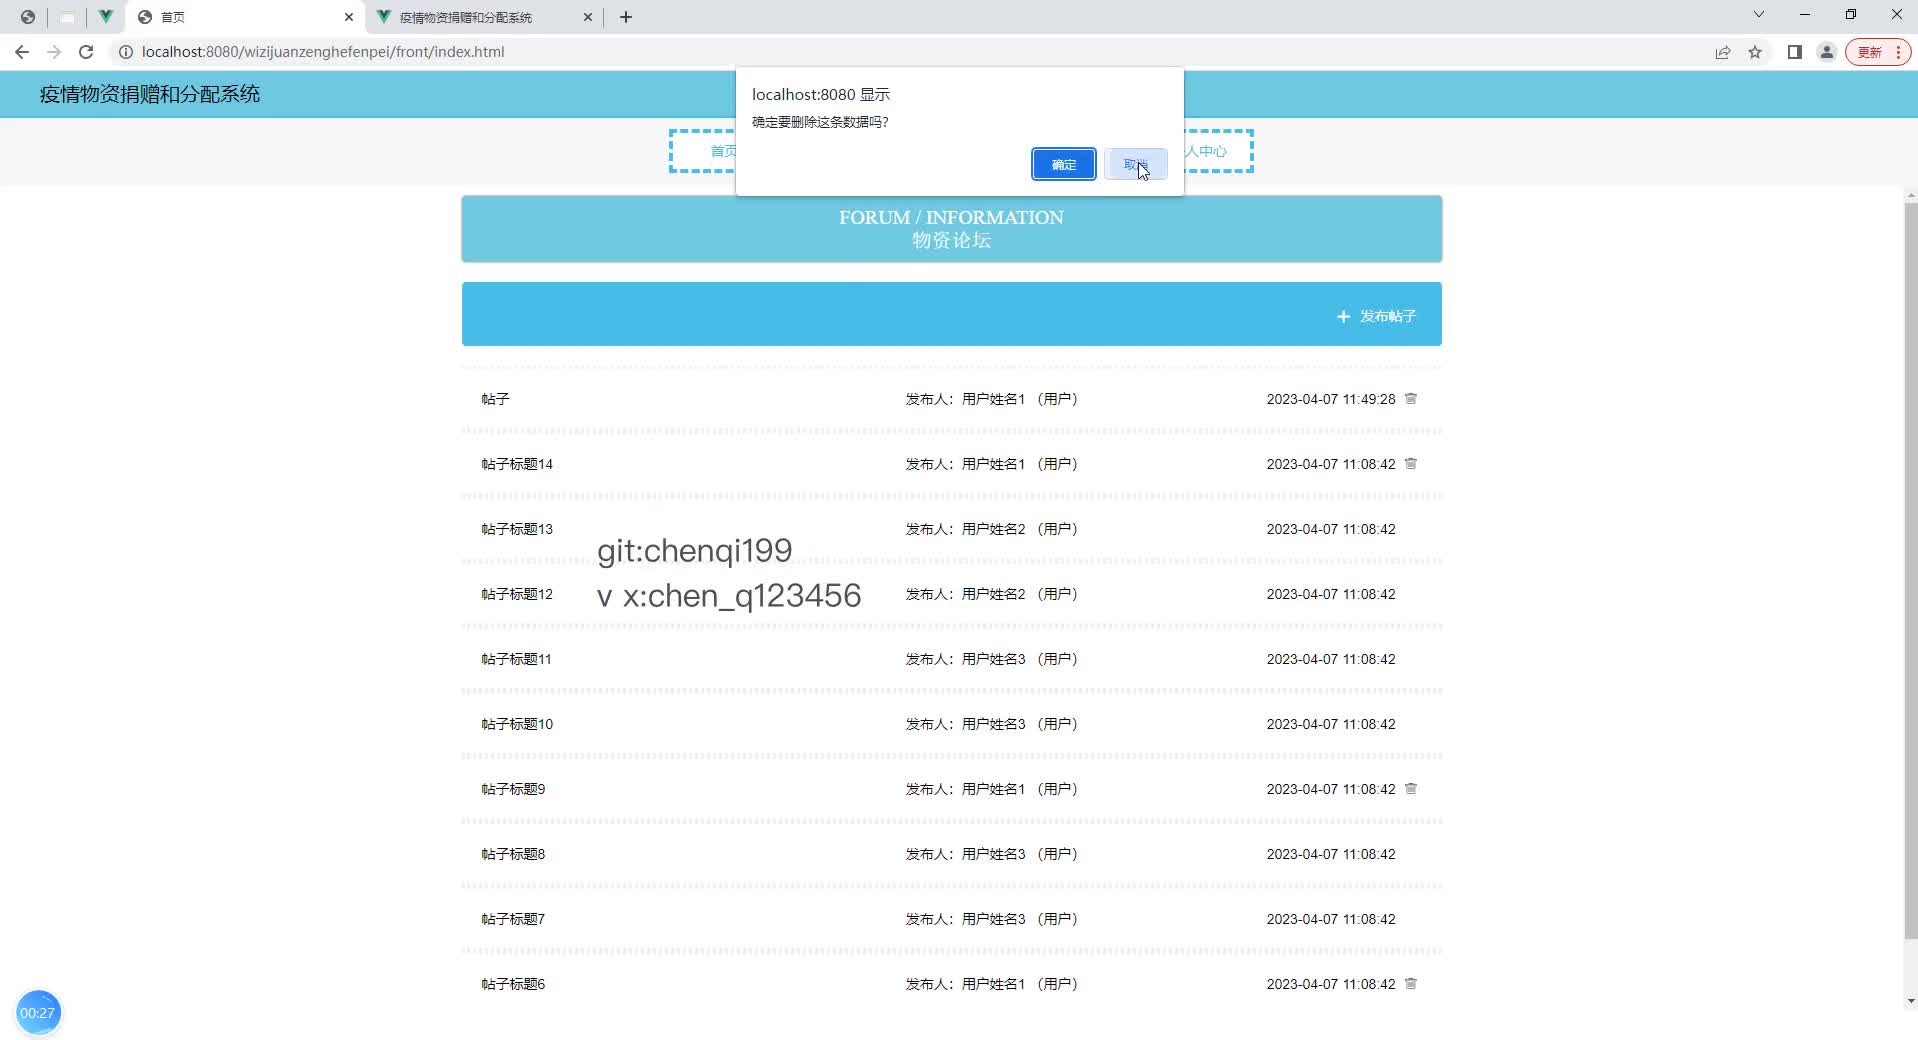 首页
疫情物资捐赠和分配系统
localhost:8080/wizijuanzenghefenpei/front/index.html
更新
疫情物资捐赠和分配系统
localhost:8080 显示
确定要删除这条数据吗?
确定
首页
人中心
FORUM / INFORMATION
物资论坛
发布帖子
帖子 发布人：用户姓名1 （用户） 2023-04-07 11:49:28
帖子标题14 发布人：用户姓名1 （用户） 2023-04-07 11:08:42
帖子标题13 发布人：用户姓名2 （用户） 2023-04-07 11:08:42
git:chenqi199
帖子标题12 发布人：用户姓名2 （用户） 2023-04-07 11:08:42
v x:chen_q123456
帖子标题11 发布人：用户姓名3 （用户） 2023-04-07 11:08:42
帖子标题10 发布人：用户姓名3 （用户） 2023-04-07 11:08:42
帖子标题9 发布人：用户姓名1 （用户） 2023-04-07 11:08:42
帖子标题8 发布人：用户姓名3 （用户） 2023-04-07 11:08:42
帖子标题7 发布人：用户姓名3 （用户） 2023-04-07 11:08:42
帖子标题6 发布人：用户姓名1 （用户） 2023-04-07 11:08:42
00:27